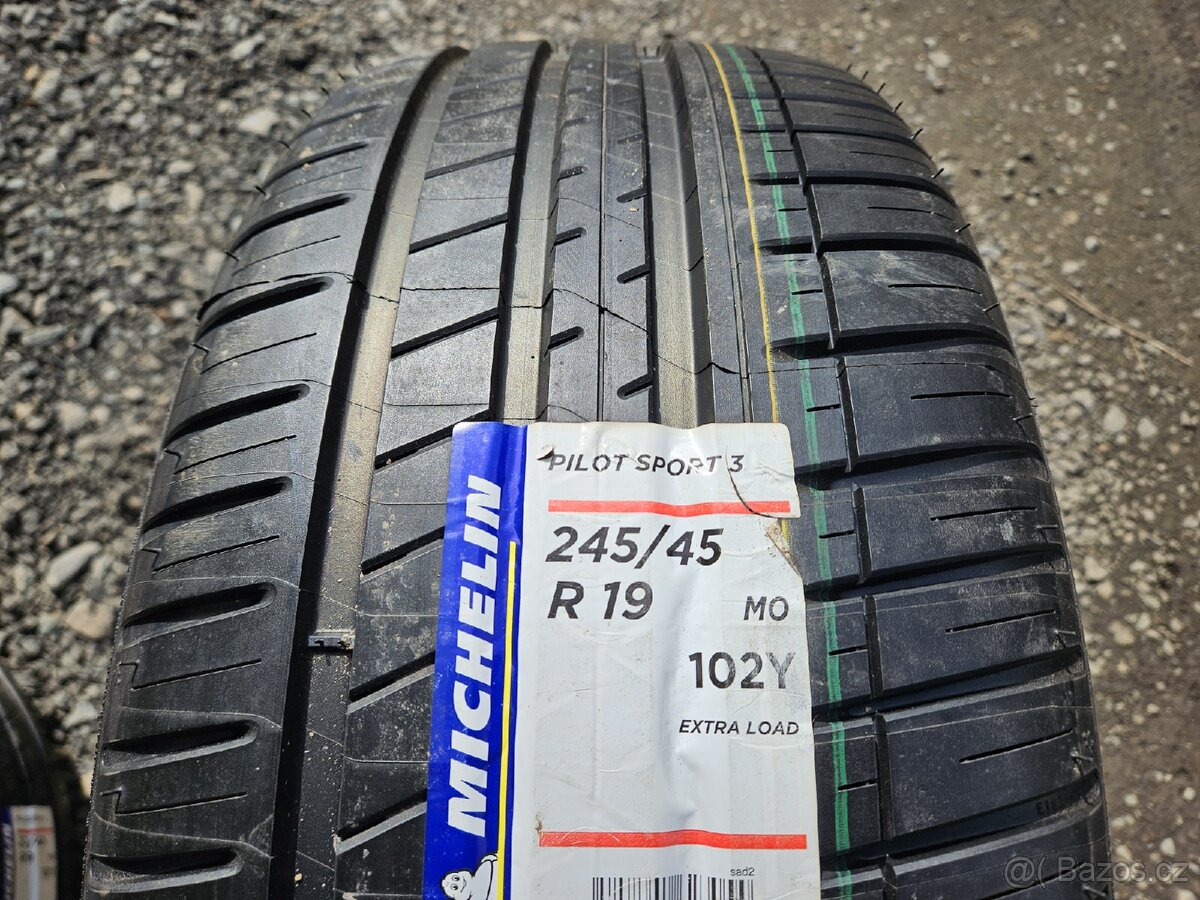 PILOT SPORT 3
245/45
R 19 MO
102Y
EXTRA LOAD
MICHELIN
sad2
@( Bazos.cz